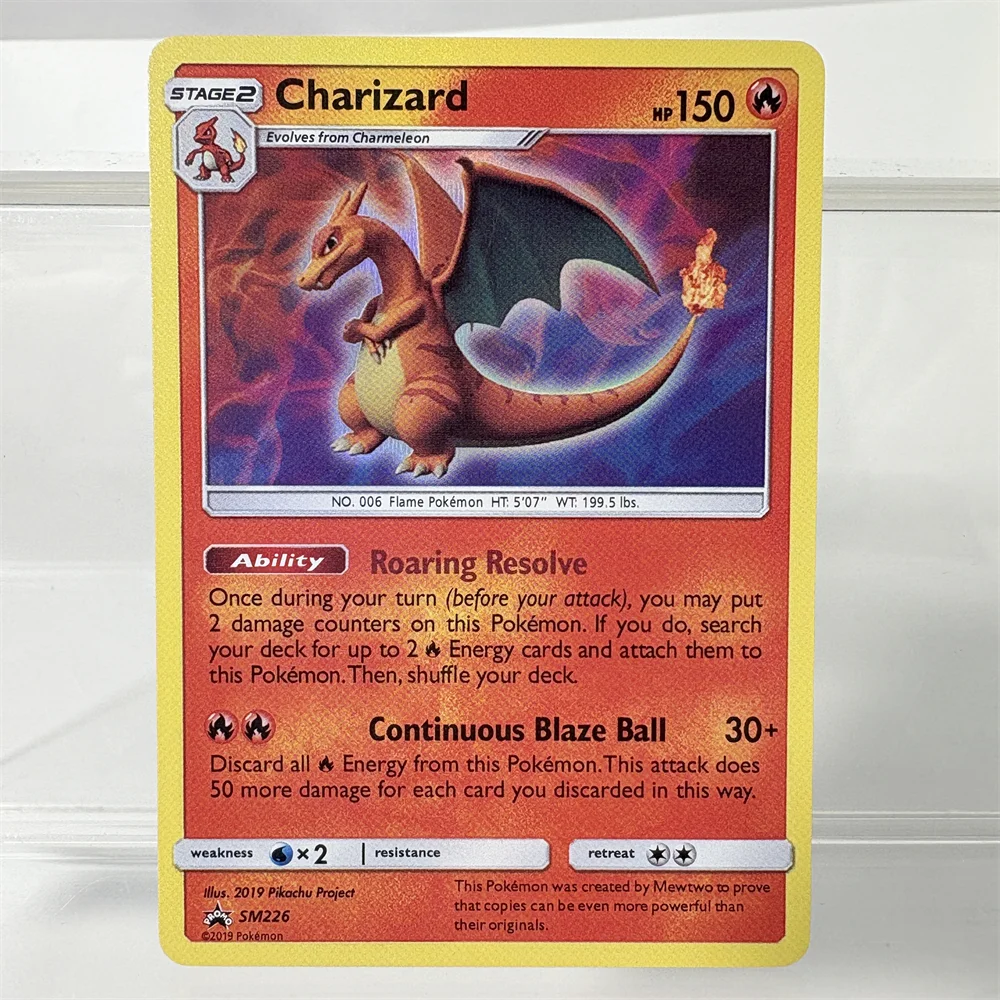 STAGE2 Charizard HP150
Evolves from Charmeleon
NO. 006 Flame Pokémon HT: 5'07" WT: 199.5 lbs.
Ability Roaring Resolve
Once during your turn (before your attack), you may put
2 damage counters on this Pokémon. If you do, search
your deck for up to 2 Energy cards and attach them to
this Pokémon. Then, shuffle your deck.
Continuous Blaze Ball 30+
Discard all Energy from this Pokémon. This attack does
50 more damage for each card you discarded in this way.
weakness ×2 resistance retreat
Illus. 2019 Pikachu Project
PROMO SM226
©2019 Pokémon
This Pokémon was created by Mewtwo to prove
that copies can be even more powerful than
their originals.